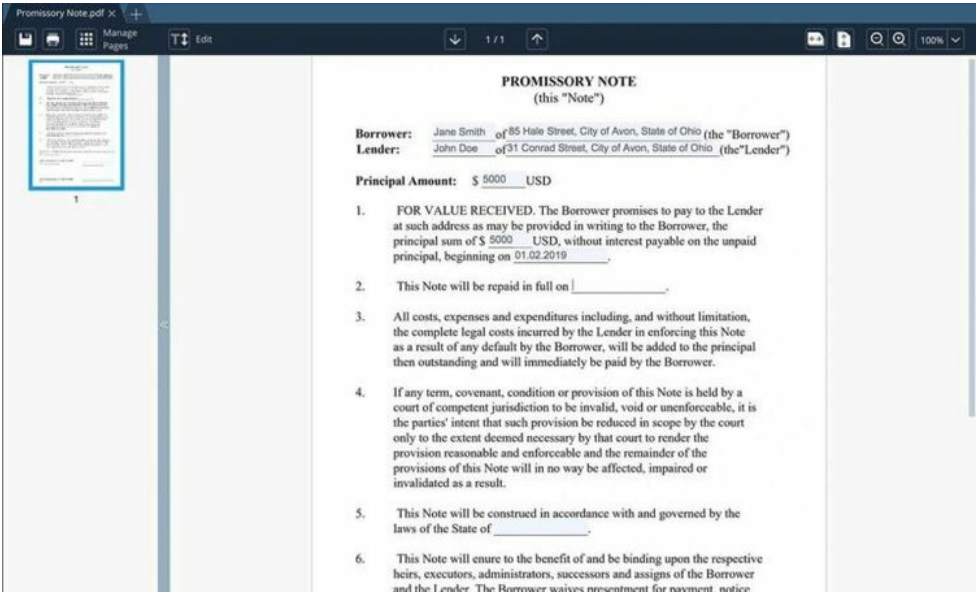 Promissory Note.pdf
Manage Pages
Edit
1 / 1
100%
1
PROMISSORY NOTE
(this "Note")
Borrower: Jane Smith of 85 Hale Street, City of Avon, State of Ohio (the "Borrower")
Lender: John Doe of 31 Conrad Street, City of Avon, State of Ohio (the"Lender")
Principal Amount: $ 5000 USD
1. FOR VALUE RECEIVED. The Borrower promises to pay to the Lender
at such address as may be provided in writing to the Borrower, the
principal sum of $ 5000 USD, without interest payable on the unpaid
principal, beginning on 01.02.2019.
2. This Note will be repaid in full on ____________.
3. All costs, expenses and expenditures including, and without limitation,
the complete legal costs incurred by the Lender in enforcing this Note
as a result of any default by the Borrower, will be added to the principal
then outstanding and will immediately be paid by the Borrower.
4. If any term, covenant, condition or provision of this Note is held by a
court of competent jurisdiction to be invalid, void or unenforceable, it is
the parties' intent that such provision be reduced in scope by the court
only to the extent deemed necessary by that court to render the
provision reasonable and enforceable and the remainder of the
provisions of this Note will in no way be affected, impaired or
invalidated as a result.
5. This Note will be construed in accordance with and governed by the
laws of the State of ____________.
6. This Note will enure to the benefit of and be binding upon the respective
heirs, executors, administrators, successors and assigns of the Borrower
and the Lender. The Borrower waives presentment for payment, notice